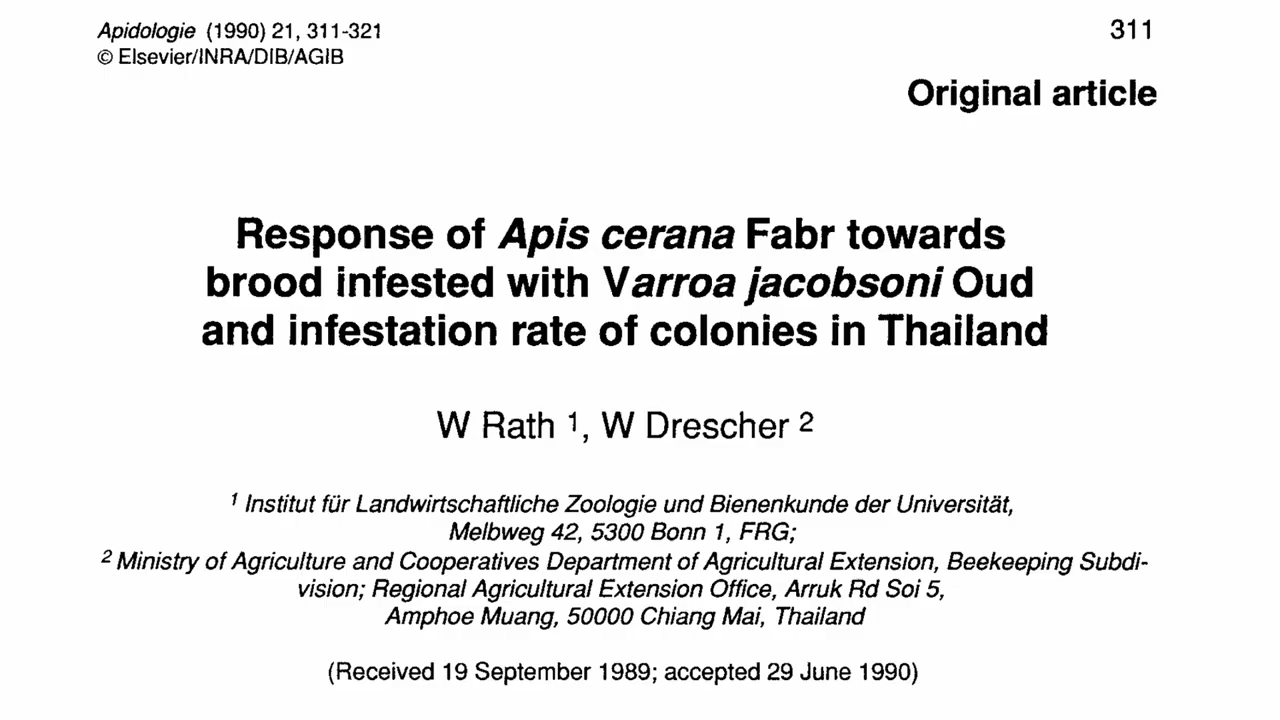 Apidologie (1990) 21, 311-321
© Elsevier/INRA/DIB/AGIB
311
Original article
Response of Apis cerana Fabr towards
brood infested with Varroa jacobsoni Oud
and infestation rate of colonies in Thailand
W Rath 1, W Drescher 2
1 Institut für Landwirtschaftliche Zoologie und Bienenkunde der Universität,
Melbweg 42, 5300 Bonn 1, FRG;
2 Ministry of Agriculture and Cooperatives Department of Agricultural Extension, Beekeeping Subdi-
vision; Regional Agricultural Extension Office, Arruk Rd Soi 5,
Amphoe Muang, 50000 Chiang Mai, Thailand
(Received 19 September 1989; accepted 29 June 1990)